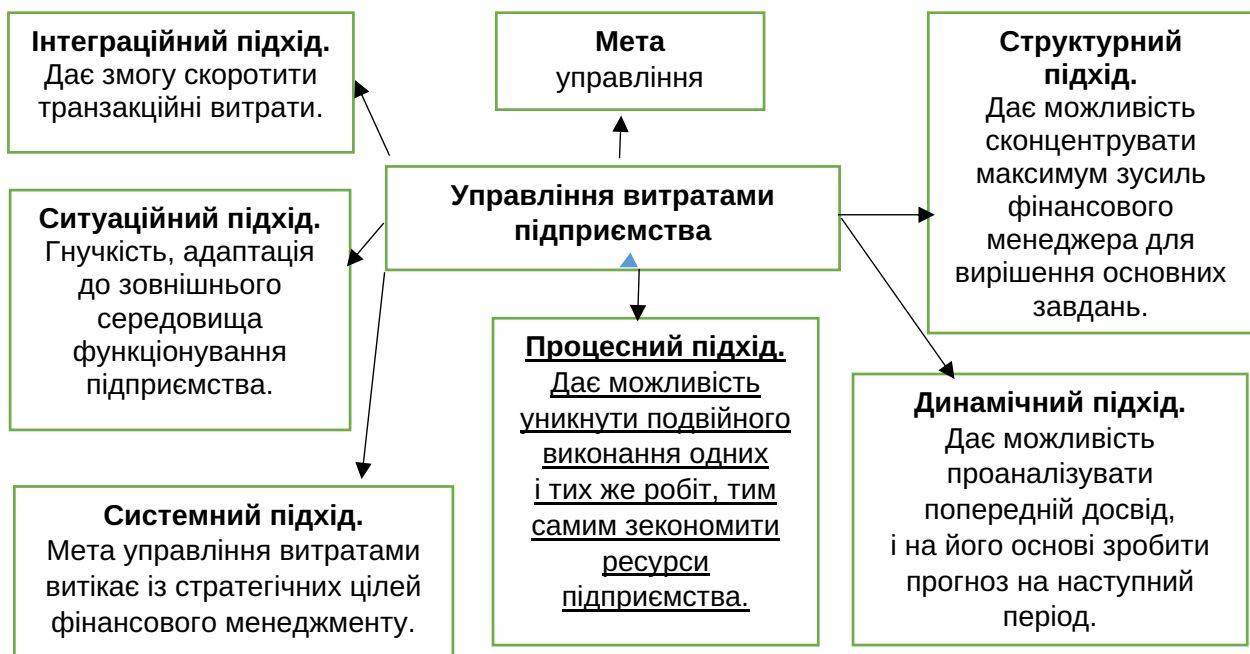 Інтеграційний підхід.
Дає змогу скоротити
транзакційні витрати.
Мета
управління
Структурний
підхід.
Дає можливість
сконцентрувати
максимум зусиль
фінансового
менеджера для
вирішення основних
завдань.
Управління витратами
підприємства
Ситуаційний підхід.
Гнучкість, адаптація
до зовнішнього
середовища
функціонування
підприємства.
Процесний підхід.
Дає можливість
уникнути подвійного
виконання одних
і тих же робіт, тим
самим зекономити
ресурси
підприємства.
Динамічний підхід.
Дає можливість
проаналізувати
попередній досвід,
і на його основі зробити
прогноз на наступний
період.
Системний підхід.
Мета управління витратами
витікає із стратегічних цілей
фінансового менеджменту.